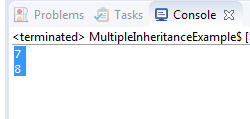 Problems Tasks Console
<terminated> MultipleInheritanceExample$ [
7
8